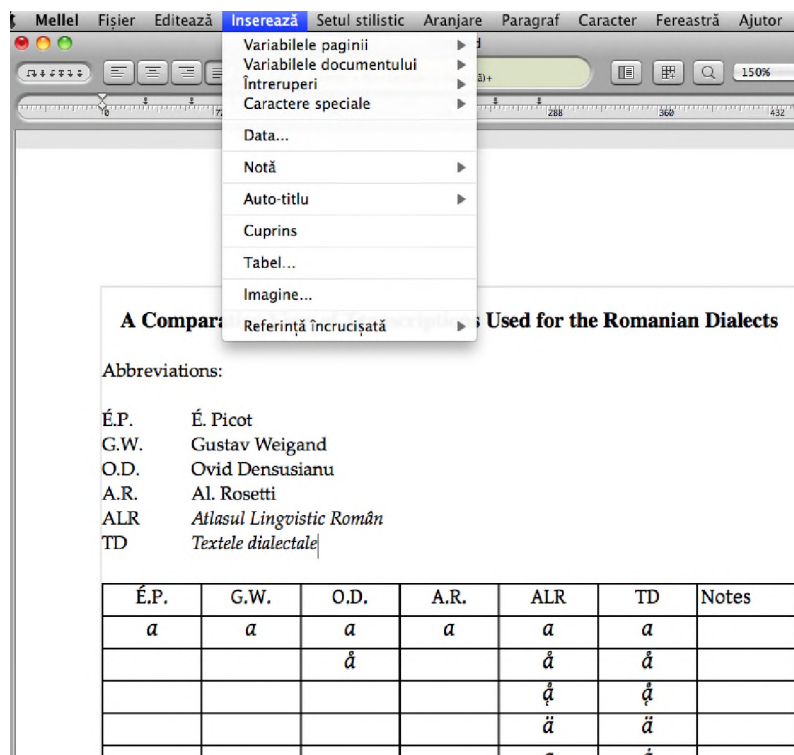 Mellel Fișier Editează Inserează Setul stilistic Aranjare Paragraf Caracter Fereastră Ajutor
Variabilele paginii
Variabilele documentului
Întreruperi
Caractere speciale
Data...
Notă
Auto-titlu
Cuprins
Tabel...
Imagine...
Referință încrucișată
150%
0 288 360 432
A Compara s Used for the Romanian Dialects
Abbreviations:
É.P. É. Picot
G.W. Gustav Weigand
O.D. Ovid Densusianu
A.R. Al. Rosetti
ALR Atlasul Lingvistic Român
TD Textele dialectale
É.P. G.W. O.D. A.R. ALR TD Notes
a a a a a a
å å å
ą̊ ą̊
ä ä